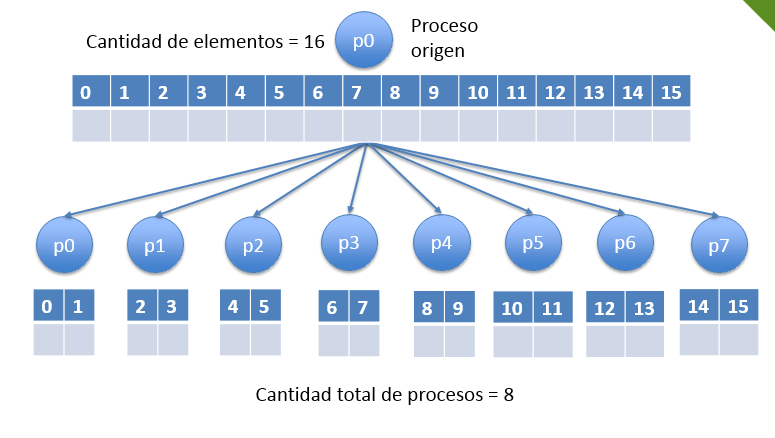 Cantidad de elementos = 16 p0 Proceso
origen
0 1 2 3 4 5 6 7 8 9 10 11 12 13 14 15
p0 p1 p2 p3 p4 p5 p6 p7
0 1 2 3 4 5 6 7 8 9 10 11 12 13 14 15
Cantidad total de procesos = 8